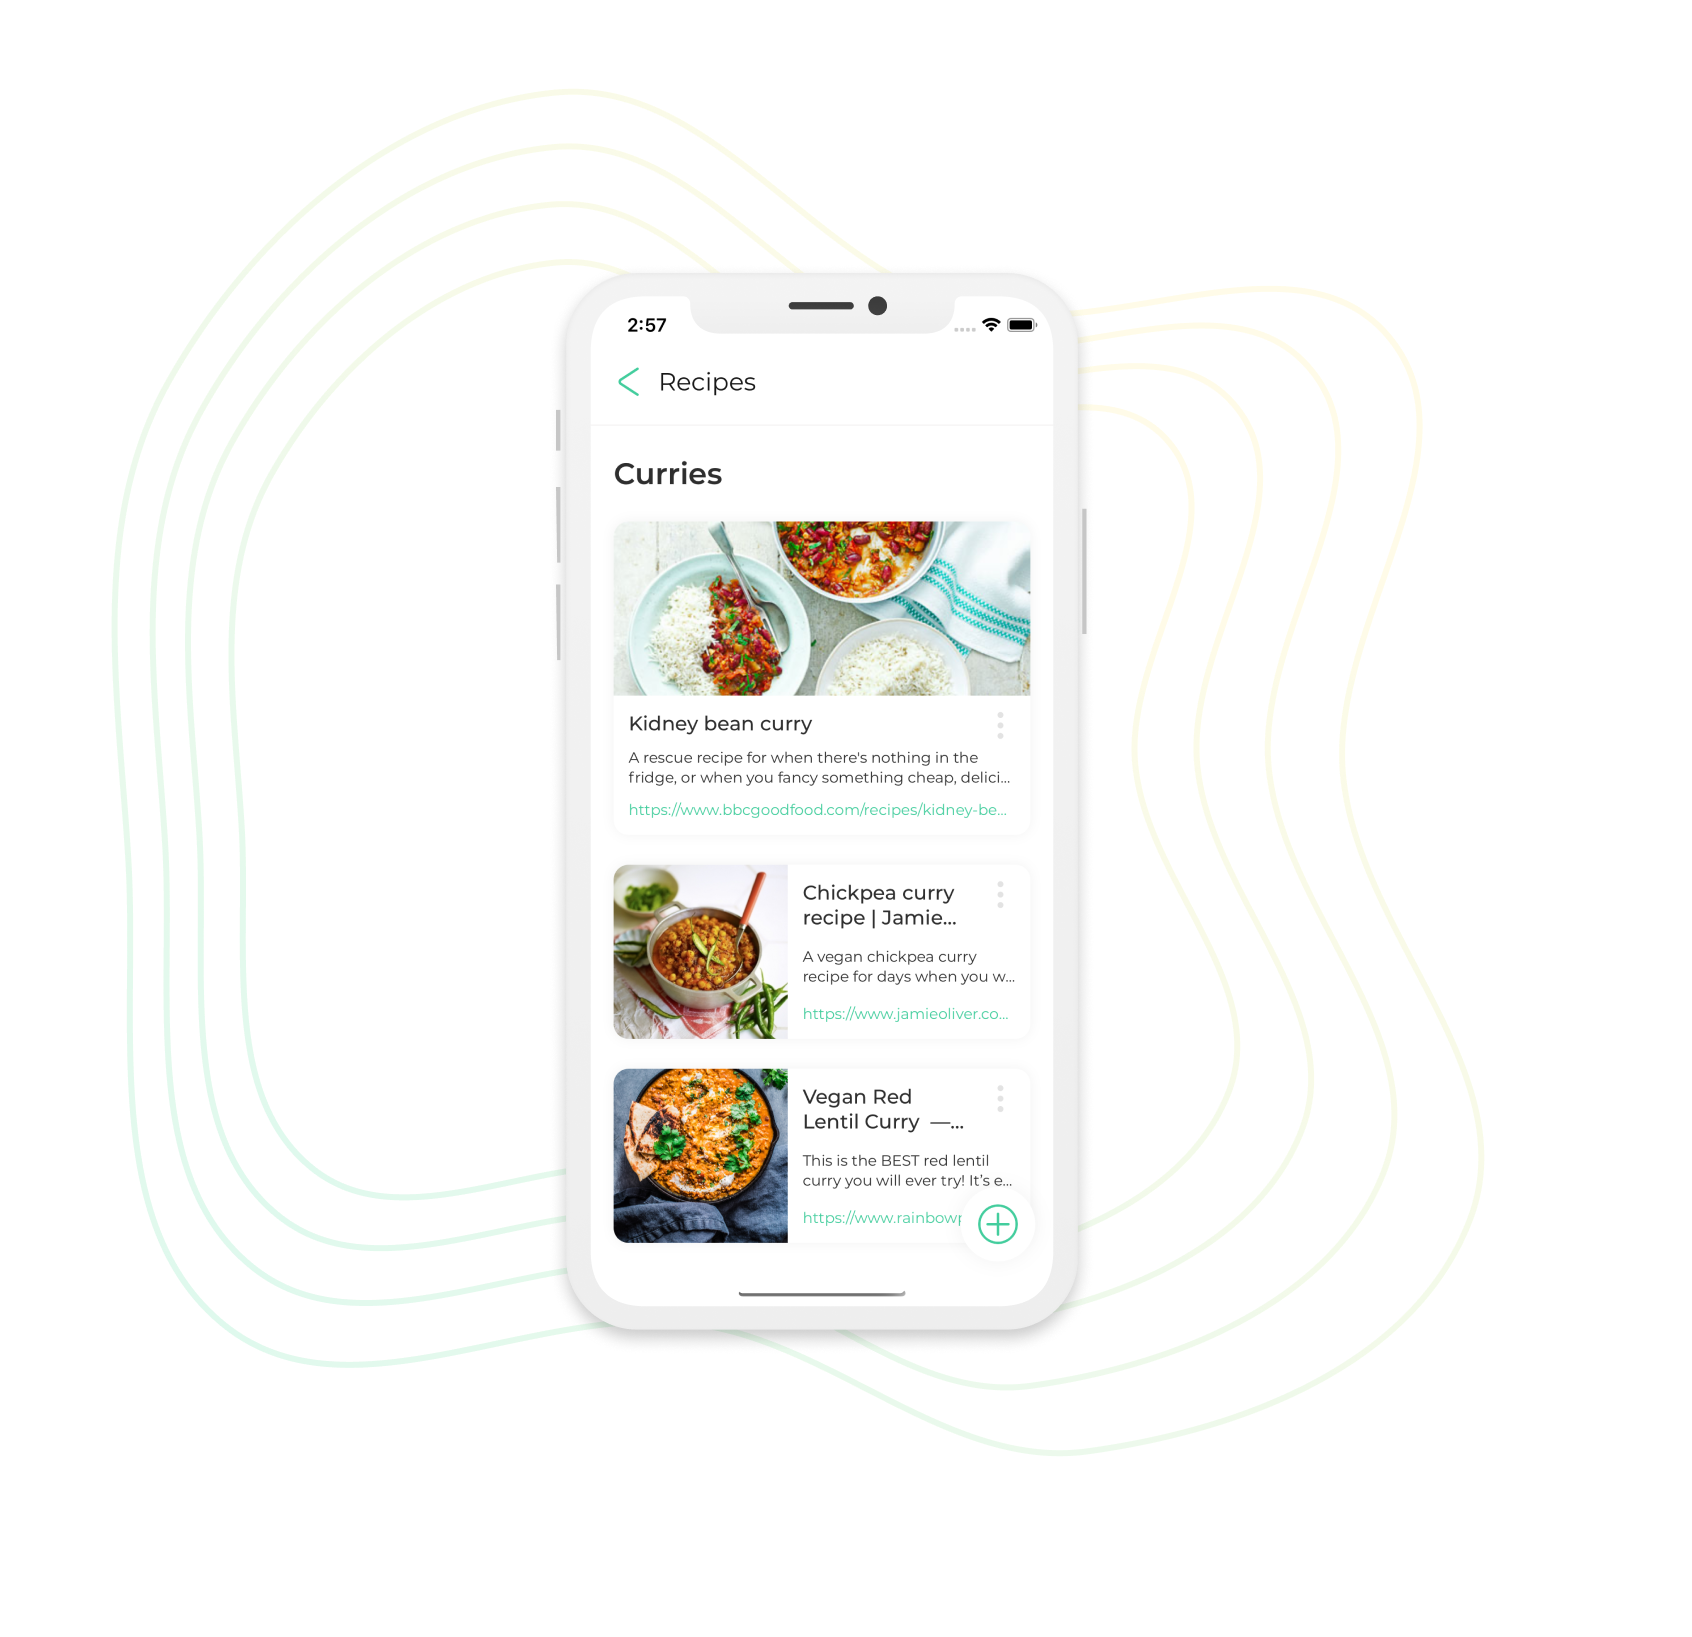 2:57
Recipes
Curries
Kidney bean curry
A rescue recipe for when there's nothing in the
fridge, or when you fancy something cheap, delici...
https://www.bbcgoodfood.com/recipes/kidney-be...
Chickpea curry
recipe | Jamie...
A vegan chickpea curry
recipe for days when you w...
https://www.jamieoliver.co...
Vegan Red
Lentil Curry —...
This is the BEST red lentil
curry you will ever try! It's e...
https://www.rainbowp